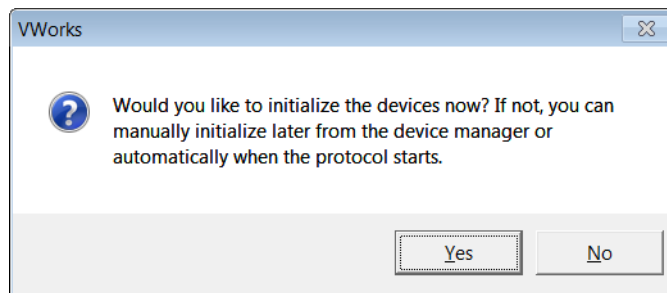 VWorks
Would you like to initialize the devices now? If not, you can
manually initialize later from the device manager or
automatically when the protocol starts.
Yes
No